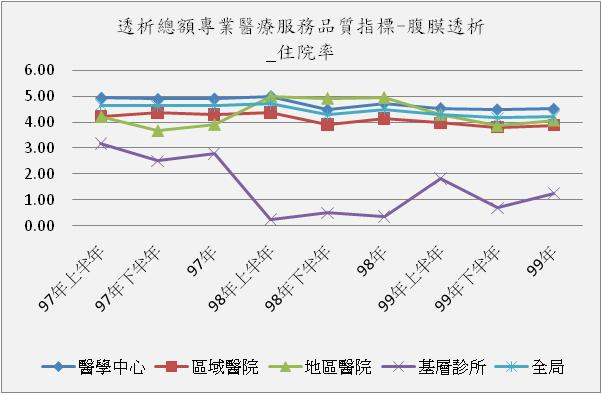 透析總額專業醫療服務品質指標-腹膜透析
_住院率
6.00
5.00
4.00
3.00
2.00
1.00
0.00
97年上半年
97年下半年
97年
98年上半年
98年下半年
98年
99年上半年
99年下半年
99年
醫學中心
區域醫院
地區醫院
基層診所
全局